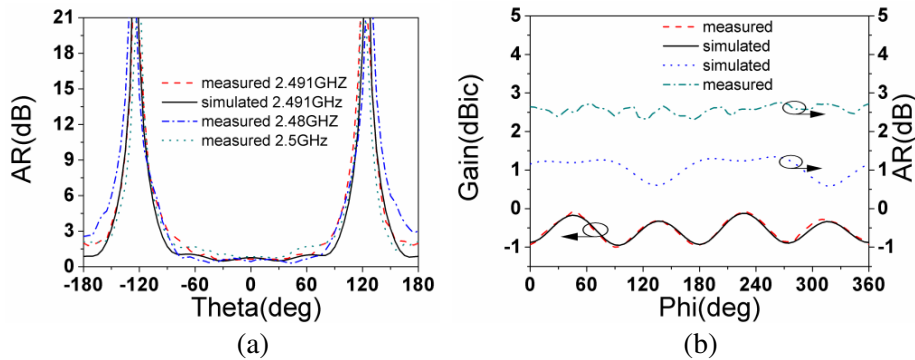 21
18
15
12
9
6
3
0
AR(dB)
measured 2.491GHZ
simulated 2.491GHz
measured 2.48GHZ
measured 2.5GHz
-180 -120 -60 0 60 120 180
Theta(deg)
(a)
5
4
3
2
1
0
-1
Gain(dBic)
measured
simulated
simulated
measured
5
4
3
2
1
0
-1
AR(dB)
0 60 120 180 240 300 360
Phi(deg)
(b)